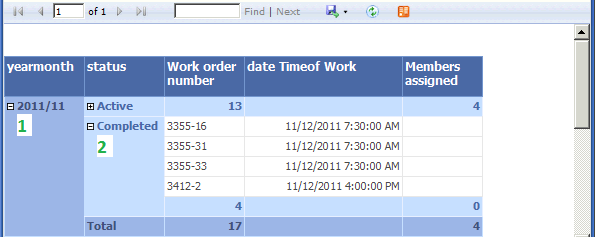 1 of 1 Find | Next
yearmonth status Work order number date Timeof Work Members assigned
2011/11 Active 13 4
1
Completed 3355-16 11/12/2011 7:30:00 AM
2
3355-31 11/12/2011 7:30:00 AM
3355-33 11/12/2011 7:30:00 AM
3412-2 11/12/2011 4:00:00 PM
4 0
Total 17 4